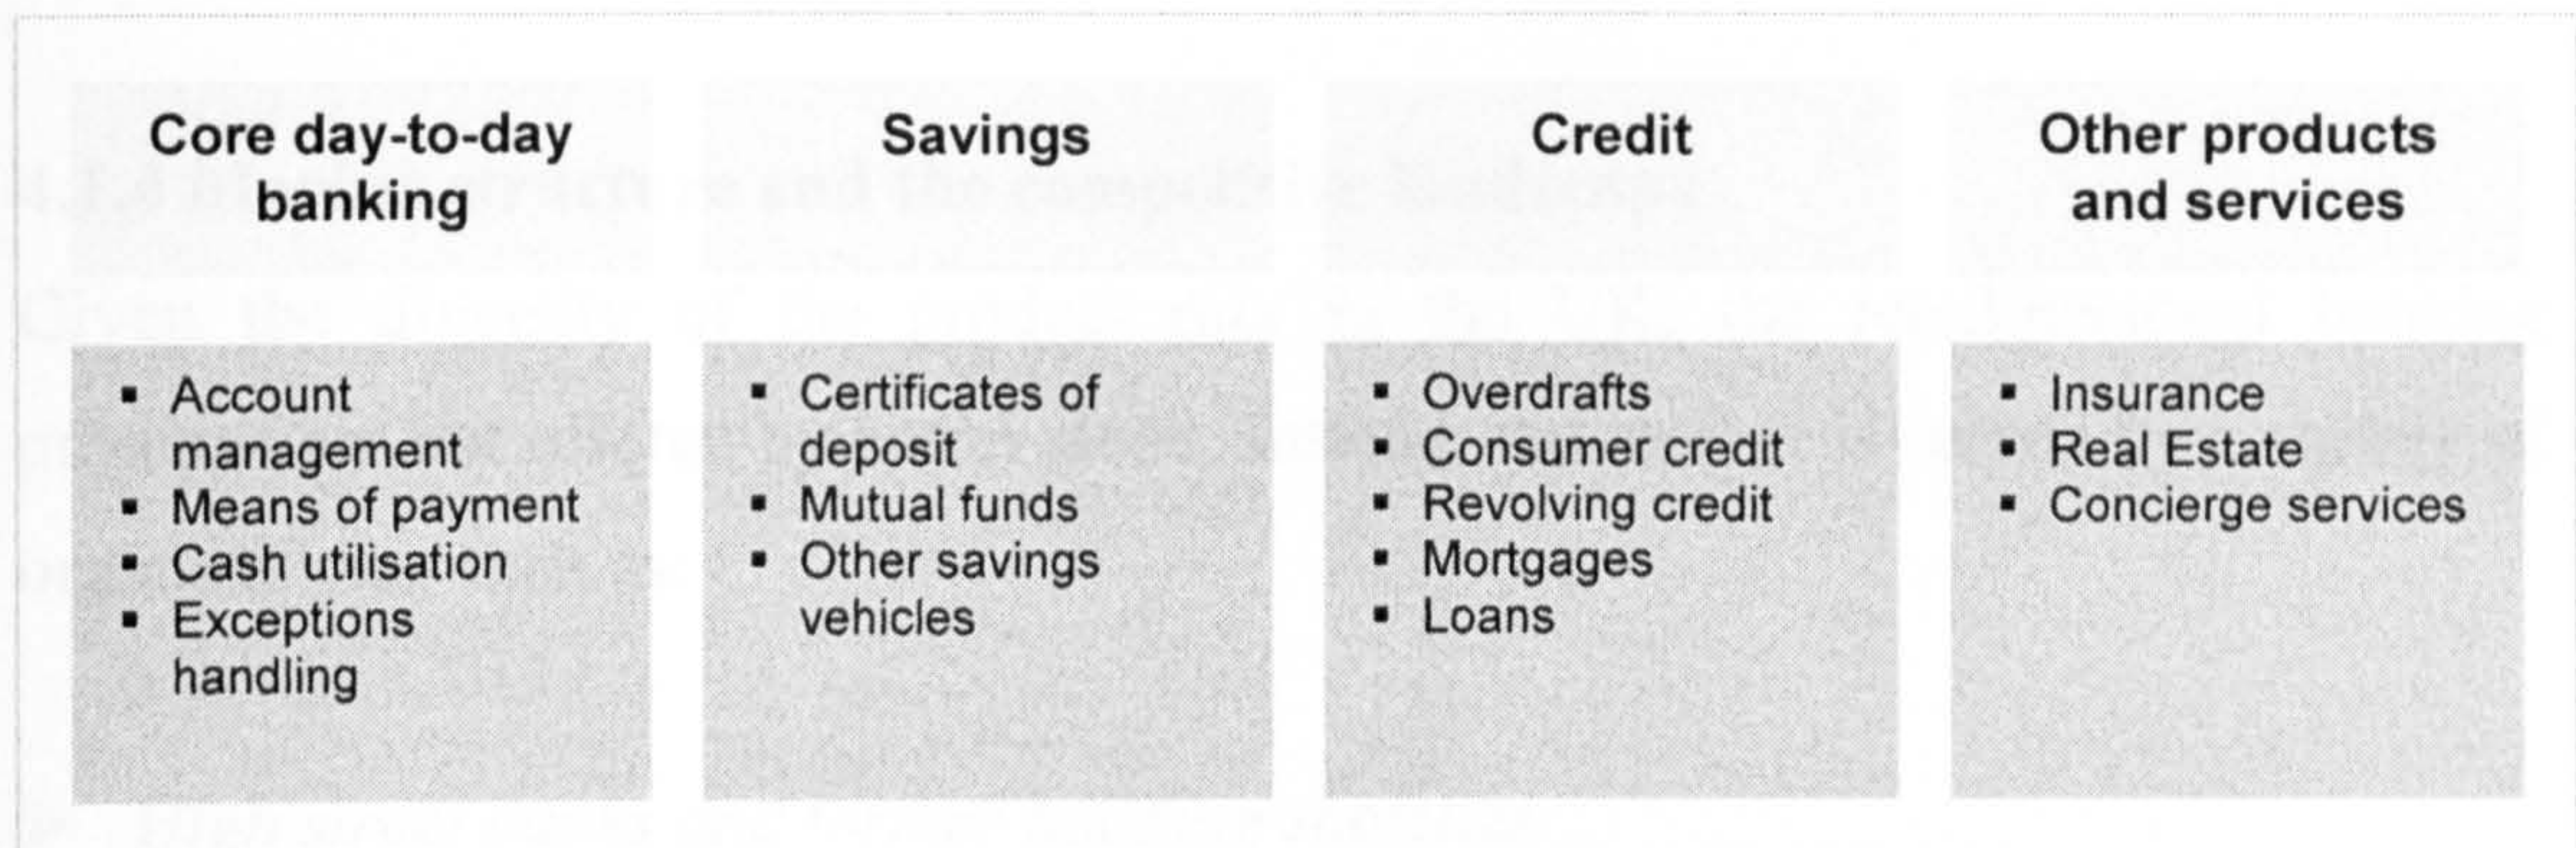 Core day-to-day
banking
▪ Account
management
▪ Means of payment
▪ Cash utilisation
▪ Exceptions
handling
Savings
▪ Certificates of
deposit
▪ Mutual funds
▪ Other savings
vehicles
Credit
▪ Overdrafts
▪ Consumer credit
▪ Revolving credit
▪ Mortgages
▪ Loans
Other products
and services
▪ Insurance
▪ Real Estate
▪ Concierge services